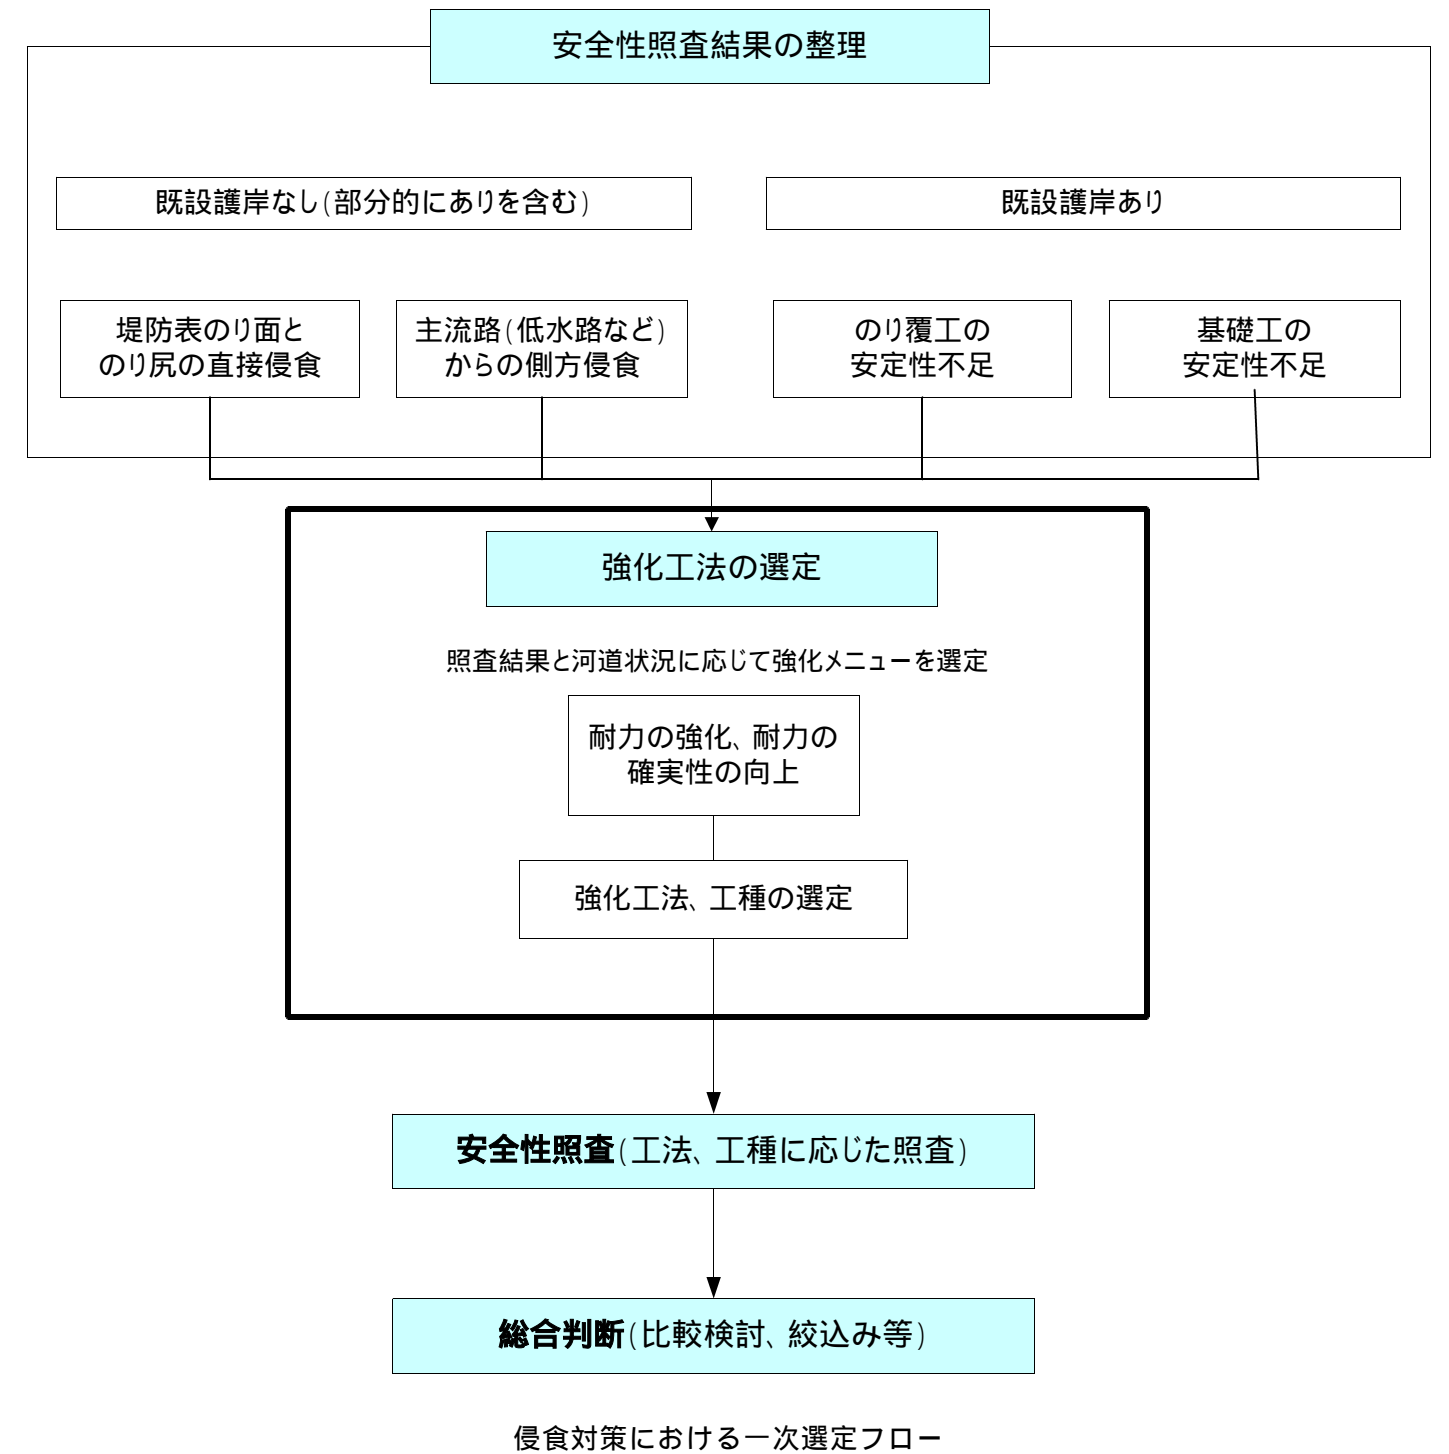 安全性照査結果の整理
既設護岸なし(部分的にありを含む)
既設護岸あり
堤防表のり面と
のり尻の直接侵食
主流路(低水路など)
からの側方侵食
のり覆工の
安定性不足
基礎工の
安定性不足
強化工法の選定
照査結果と河道状況に応じて強化メニューを選定
耐力の強化、耐力の
確実性の向上
強化工法、工種の選定
安全性照査(工法、工種に応じた照査)
総合判断(比較検討、絞込み等)
侵食対策における一次選定フロー